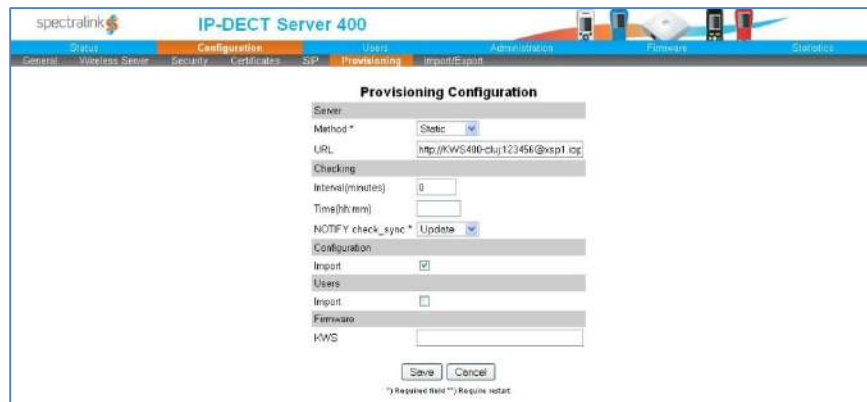 spectralink IP-DECT Server 400
Status Configuration Users Administration Firmware Statistics
General Wireless Server Security Certificates SIP Provisioning Import/Export
Provisioning Configuration
Server
Method * Static
URL http://KWS400-cluj:123456@xsp1.iop
Checking
Interval(minutes) 0
Time(hh:mm)
NOTIFY check_sync * Update
Configuration
Import
Users
Import
Firmware
KWS
Save Cancel
*) Required field **) Require restart